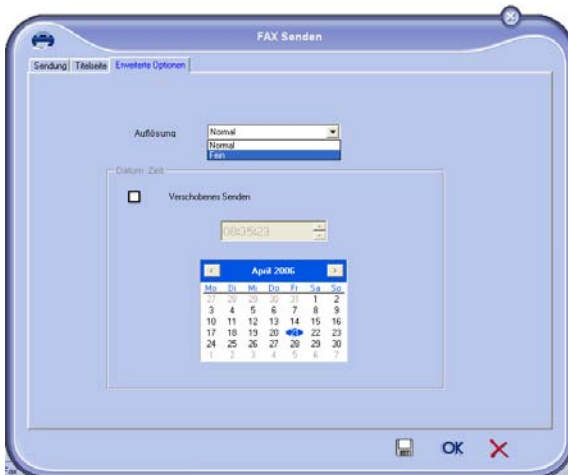 FAX Senden
Sendung Titelseite Erweiterte Optionen
Auflösung Normal
Normal
Fein
Datum Zeit
Verschobenes Senden
08:35:23
April 2006
Mo Di Mi Do Fr Sa So
27 28 29 30 31 1 2
3 4 5 6 7 8 9
10 11 12 13 14 15 16
17 18 19 20 21 22 23
24 25 26 27 28 29 30
1 2 3 4 5 6 7
OK
Fax